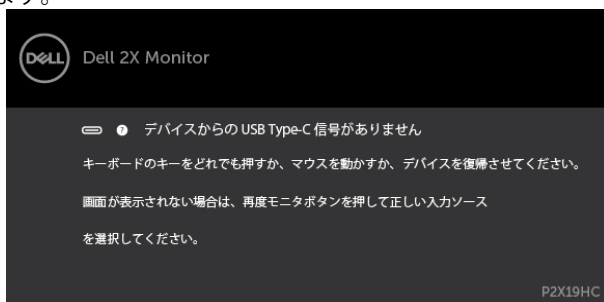 ます。
DELL
Dell 2X Monitor
デバイスからの USB Type-C 信号がありません
キーボードのキーをどれでも押すか、マウスを動かすか、デバイスを復帰させてください。
画面が表示されない場合は、再度モニタボタンを押して正しい入力ソース
を選択してください。
P2X19HC